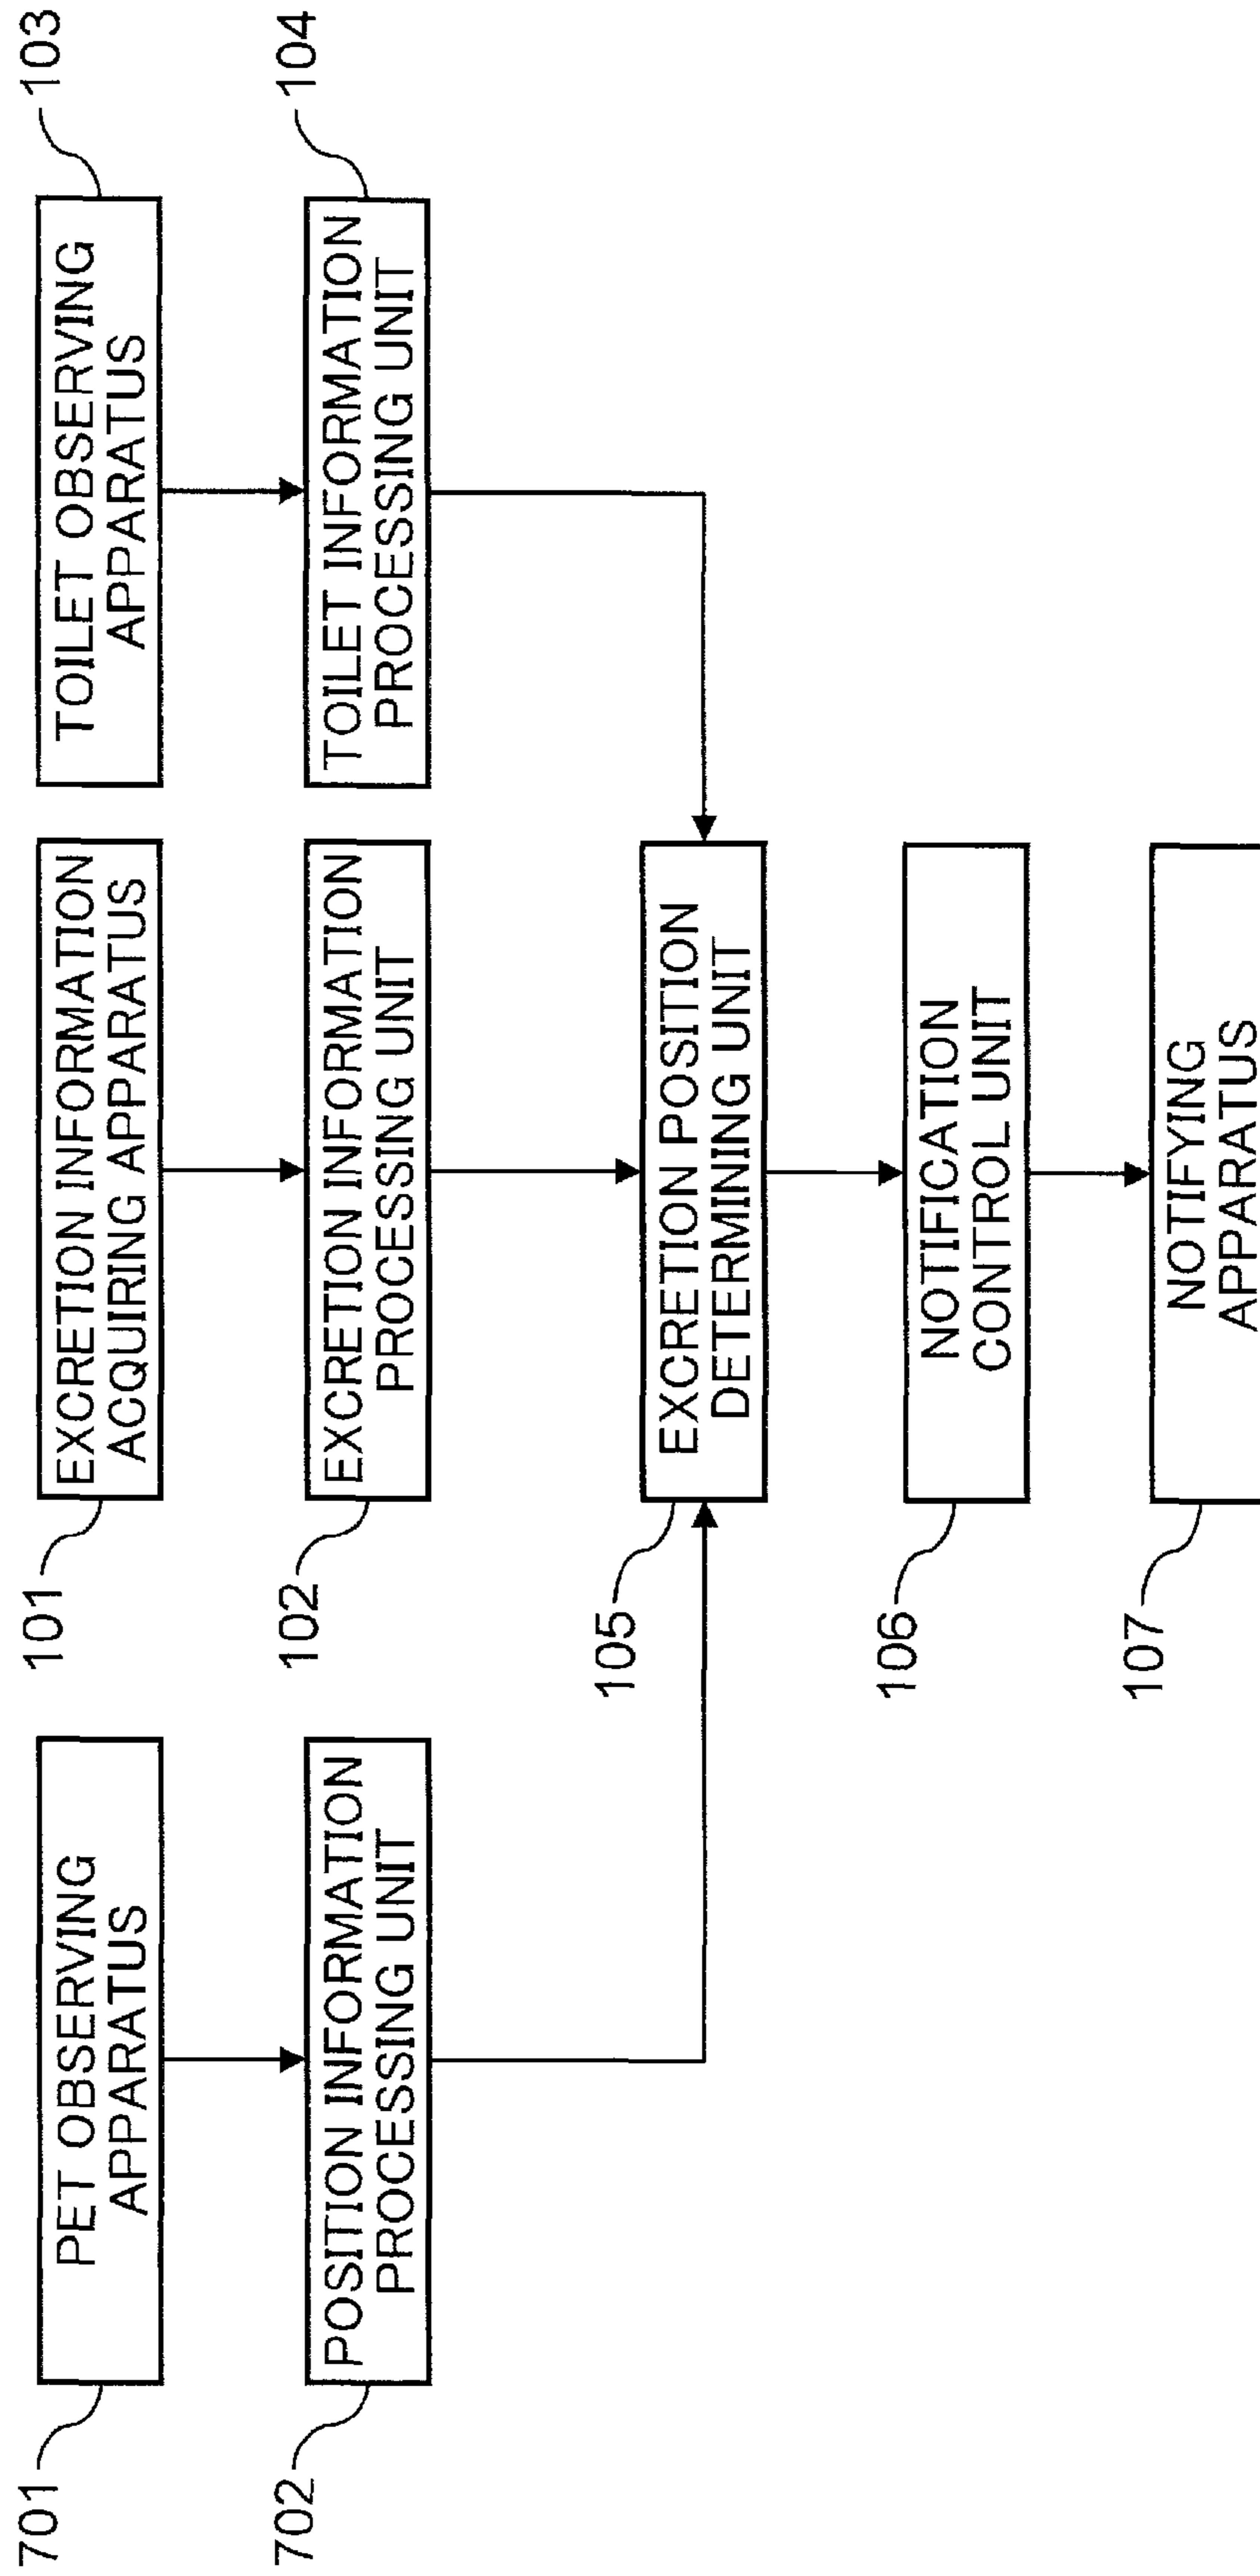 701
PET OBSERVING
APPARATUS
101
EXCRETION INFORMATION
ACQUIRING APPARATUS
TOILET OBSERVING
APPARATUS
103
702
POSITION INFORMATION
PROCESSING UNIT
102
EXCRETION INFORMATION
PROCESSING UNIT
TOILET INFORMATION
PROCESSING UNIT
104
105
EXCRETION POSITION
DETERMINING UNIT
106
NOTIFICATION
CONTROL UNIT
107
NOTIFYING
APPARATUS